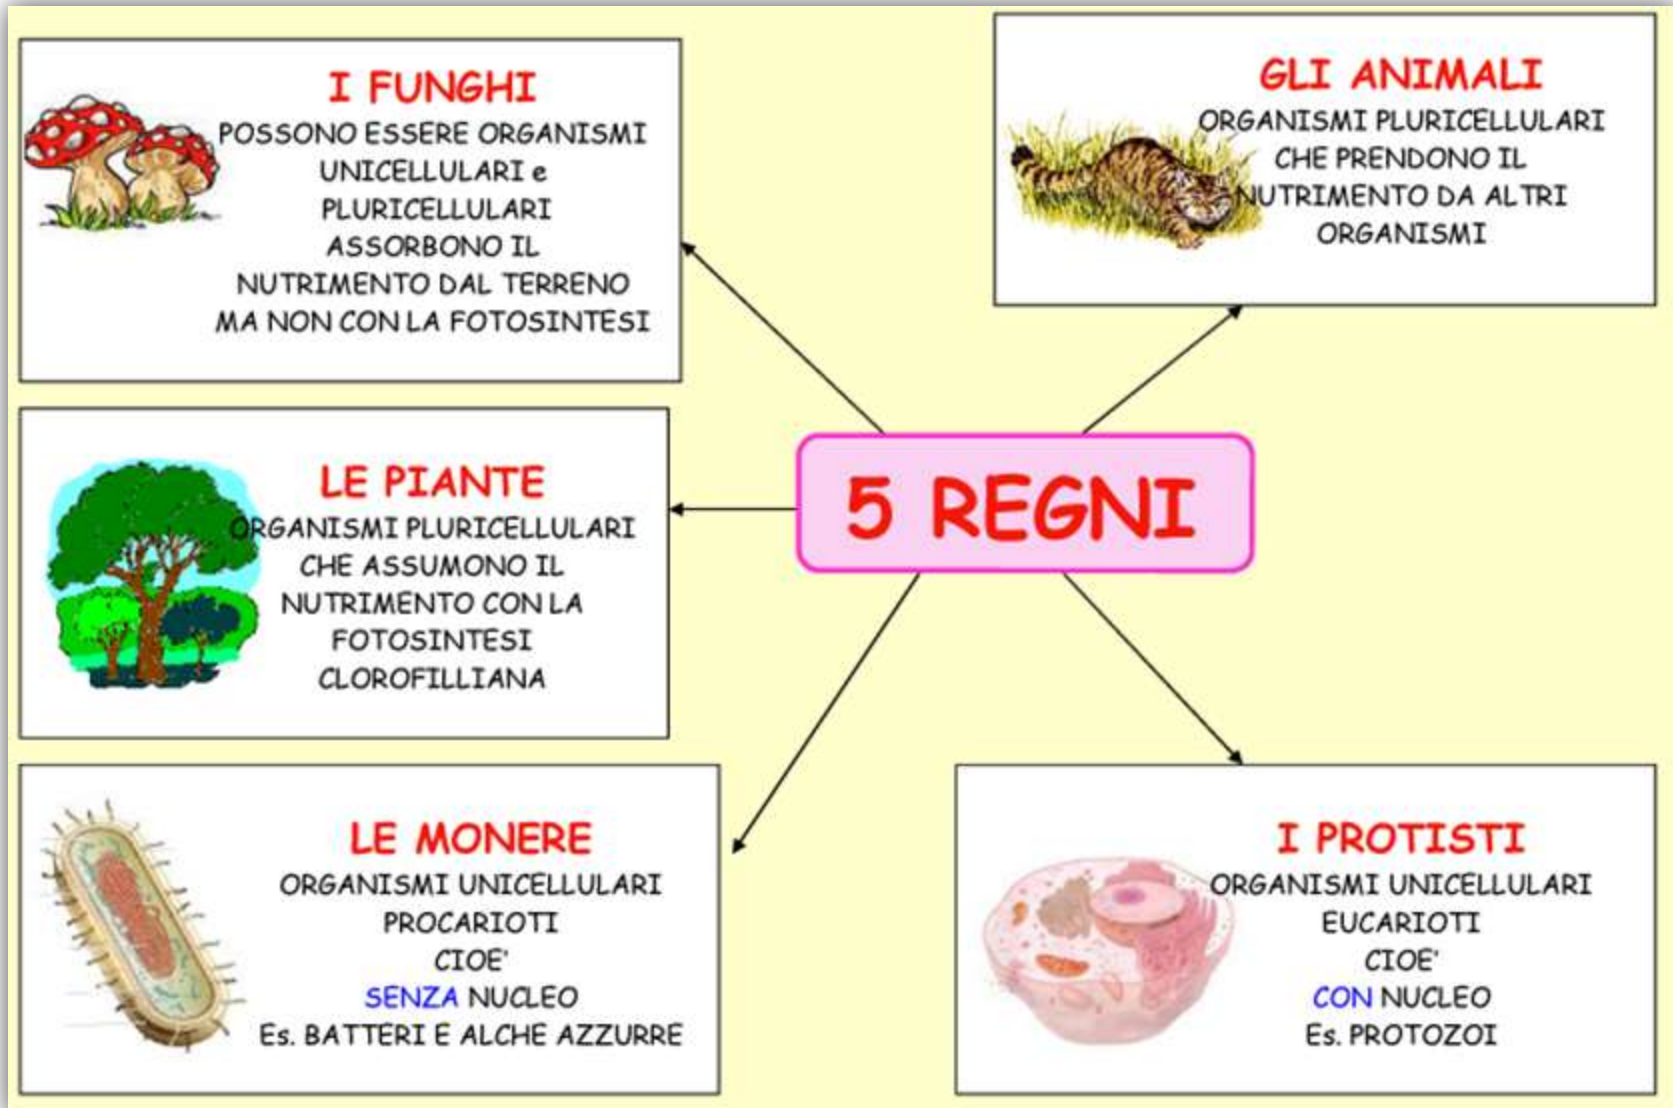 I FUNGHI
POSSONO ESSERE ORGANISMI
UNICELLULARI e
PLURICELLULARI
ASSORBONO IL
NUTRIMENTO DAL TERRENO
MA NON CON LA FOTOSINTESI
GLI ANIMALI
ORGANISMI PLURICELLULARI
CHE PRENDONO IL
NUTRIMENTO DA ALTRI
ORGANISMI
5 REGNI
LE PIANTE
ORGANISMI PLURICELLULARI
CHE ASSUMONO IL
NUTRIMENTO CON LA
FOTOSINTESI
CLOROFILLIANA
LE MONERE
ORGANISMI UNICELLULARI
PROCARIOTI
CIOE'
SENZA NUCLEO
Es. BATTERI E ALCHE AZZURRE
I PROTISTI
ORGANISMI UNICELLULARI
EUCARIOTI
CIOE'
CON NUCLEO
Es. PROTOZOI